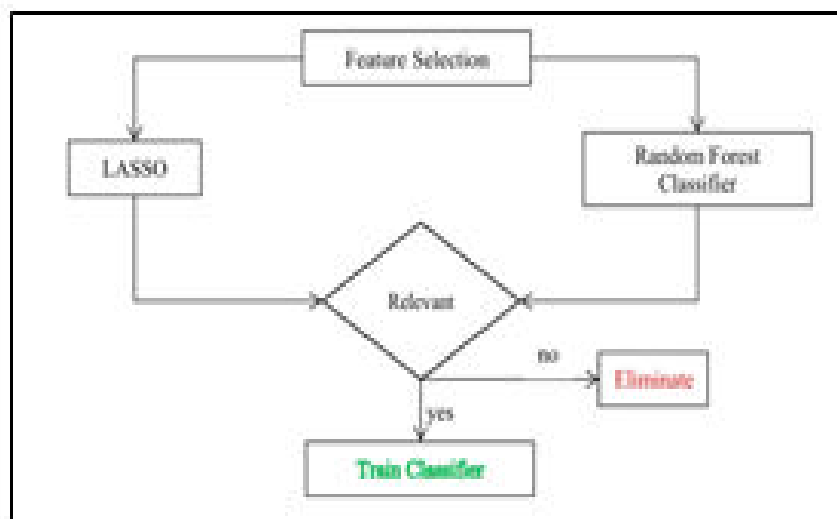 Feature Selection
LASSO
Random Forest
Classifier
Relevant
no
Eliminate
yes
Train Classifier